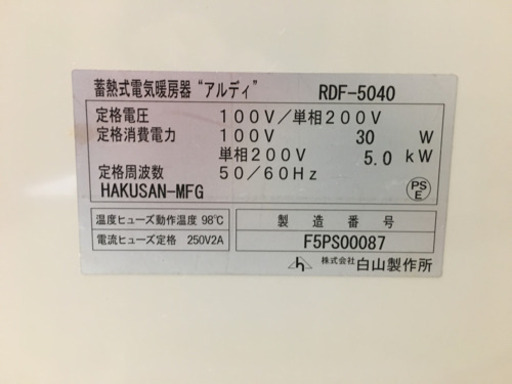 蓄熱式電気暖房器 “アルディ” RDF-5040
定格電圧 100V/単相200V
定格消費電力 100V 30 W
単相200V 5.0 kW
定格周波数 50/60Hz
HAKUSAN-MFG
PS
E
温度ヒューズ動作温度 98℃
電流ヒューズ定格 250V2A
製造番号
F5PS00087
h 株式会社 白山製作所